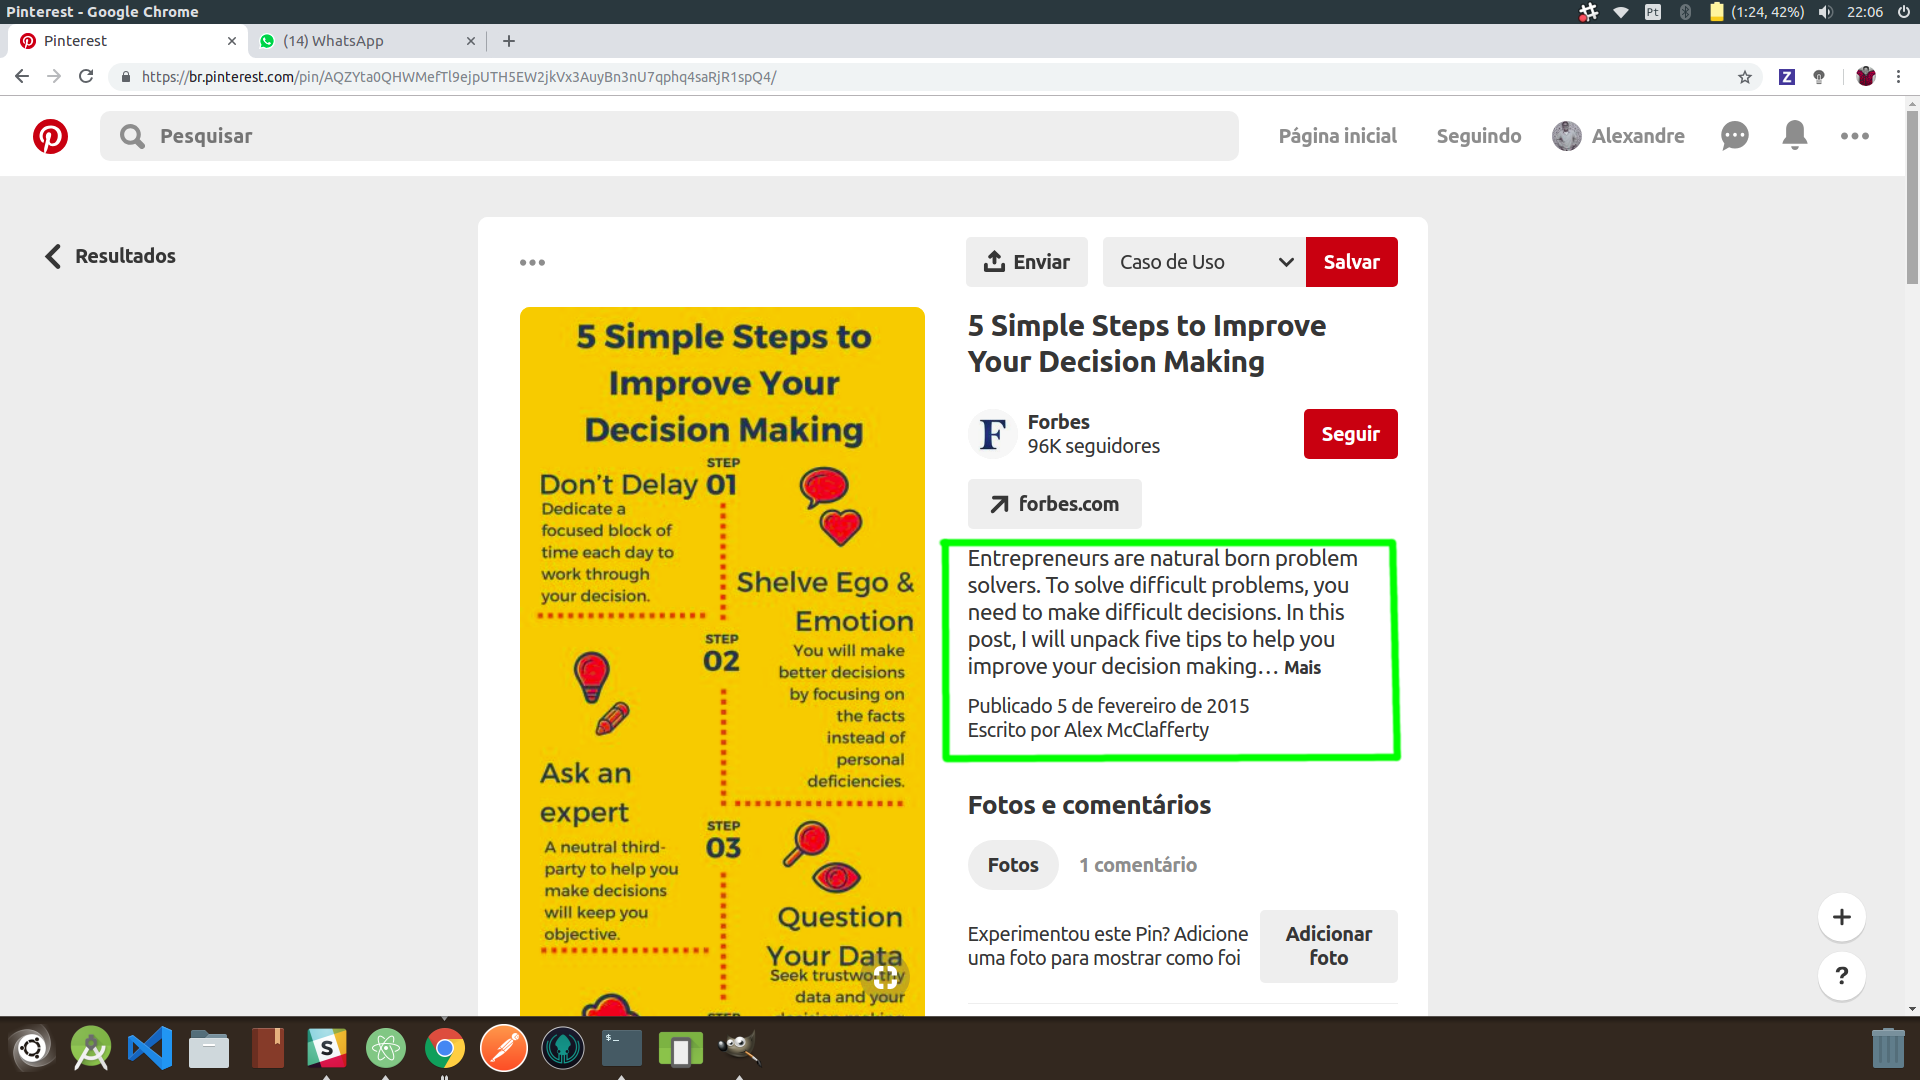 Pinterest - Google Chrome
Pt
(1:24, 42%)
22:06
Pinterest
(14) WhatsApp
https://br.pinterest.com/pin/AQZYta0QHWMefTl9ejpUTH5EW2jkVx3AuyBn3nU7qphq4saRjR1spQ4/
Z
Pesquisar
Página inicial
Seguindo
Alexandre
Resultados
Enviar
Caso de Uso
Salvar
5 Simple Steps to
Improve Your
Decision Making
STEP
01
Don't Delay
Dedicate a
focused block of
time each day to
work through
your decision.
Shelve Ego &
Emotion
STEP
02
You will make
better decisions
by focusing on
the facts
instead of
personal
deficiencies.
Ask an
expert
STEP
03
A neutral third-
party to help you
make decisions
will keep you
objective.
Question
Your Data
Seek trustworthy
data and your
decision making
STEP
5 Simple Steps to Improve
Your Decision Making
F
Forbes
96K seguidores
Seguir
forbes.com
Entrepreneurs are natural born problem
solvers. To solve difficult problems, you
need to make difficult decisions. In this
post, I will unpack five tips to help you
improve your decision making… Mais
Publicado 5 de fevereiro de 2015
Escrito por Alex McClafferty
Fotos e comentários
Fotos
1 comentário
Experimentou este Pin? Adicione
uma foto para mostrar como foi
Adicionar
foto
+
?
S
$_